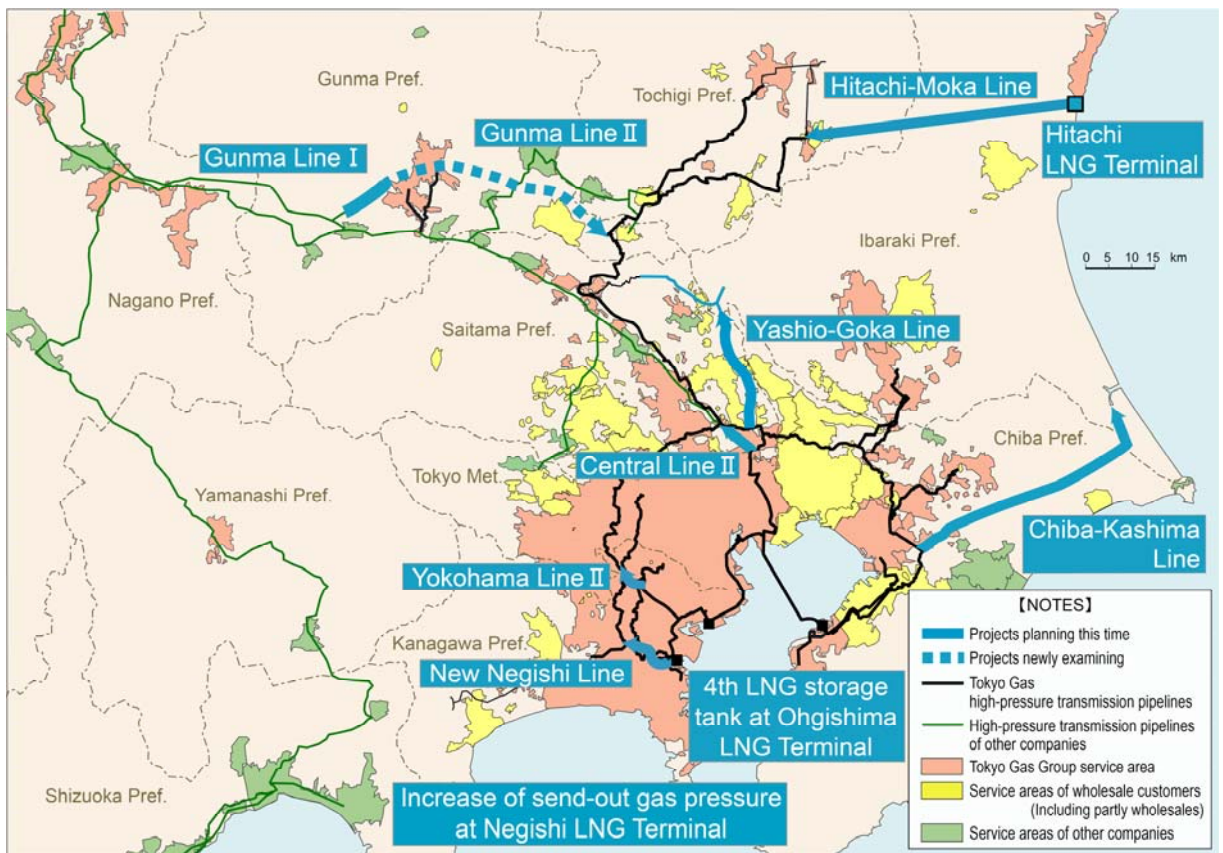 Gunma Pref.
Tochigi Pref.
Hitachi-Moka Line
Hitachi
LNG Terminal
Gunma Line Ⅱ
Gunma Line Ⅰ
Ibaraki Pref.
0 5 10 15 km
Nagano Pref.
Saitama Pref.
Yashio-Goka Line
Chiba Pref.
Central Line Ⅱ
Tokyo Met.
Yamanashi Pref.
Chiba-Kashima
Line
Yokohama Line Ⅱ
Kanagawa Pref.
New Negishi Line
4th LNG storage
tank at Ohgishima
LNG Terminal
Shizuoka Pref.
Increase of send-out gas pressure
at Negishi LNG Terminal
【NOTES】
Projects planning this time
Projects newly examining
Tokyo Gas
high-pressure transmission pipelines
High-pressure transmission pipelines
of other companies
Tokyo Gas Group service area
Service areas of wholesale customers
(Including partly wholesales)
Service areas of other companies